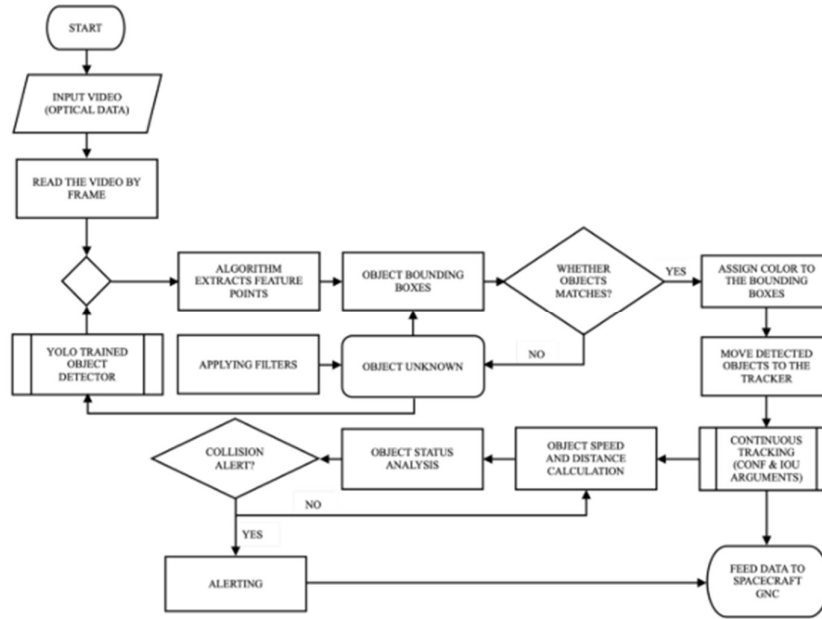 START
INPUT VIDEO
(OPTICAL DATA)
READ THE VIDEO BY
FRAME
ALGORITHM
EXTRACTS FEATURE
POINTS
OBJECT BOUNDING
BOXES
WHETHER
OBJECTS
MATCHES?
YES
ASSIGN COLOR TO
THE BOUNDING
BOXES
YOLO TRAINED
OBJECT
DETECTOR
APPLYING FILTERS
OBJECT UNKNOWN
NO
MOVE DETECTED
OBJECTS TO THE
TRACKER
COLLISION
ALERT?
OBJECT STATUS
ANALYSIS
OBJECT SPEED
AND DISTANCE
CALCULATION
CONTINUOUS
TRACKING
(CONF & IOU
ARGUMENTS)
NO
YES
ALERTING
FEED DATA TO
SPACECRAFT
GNC